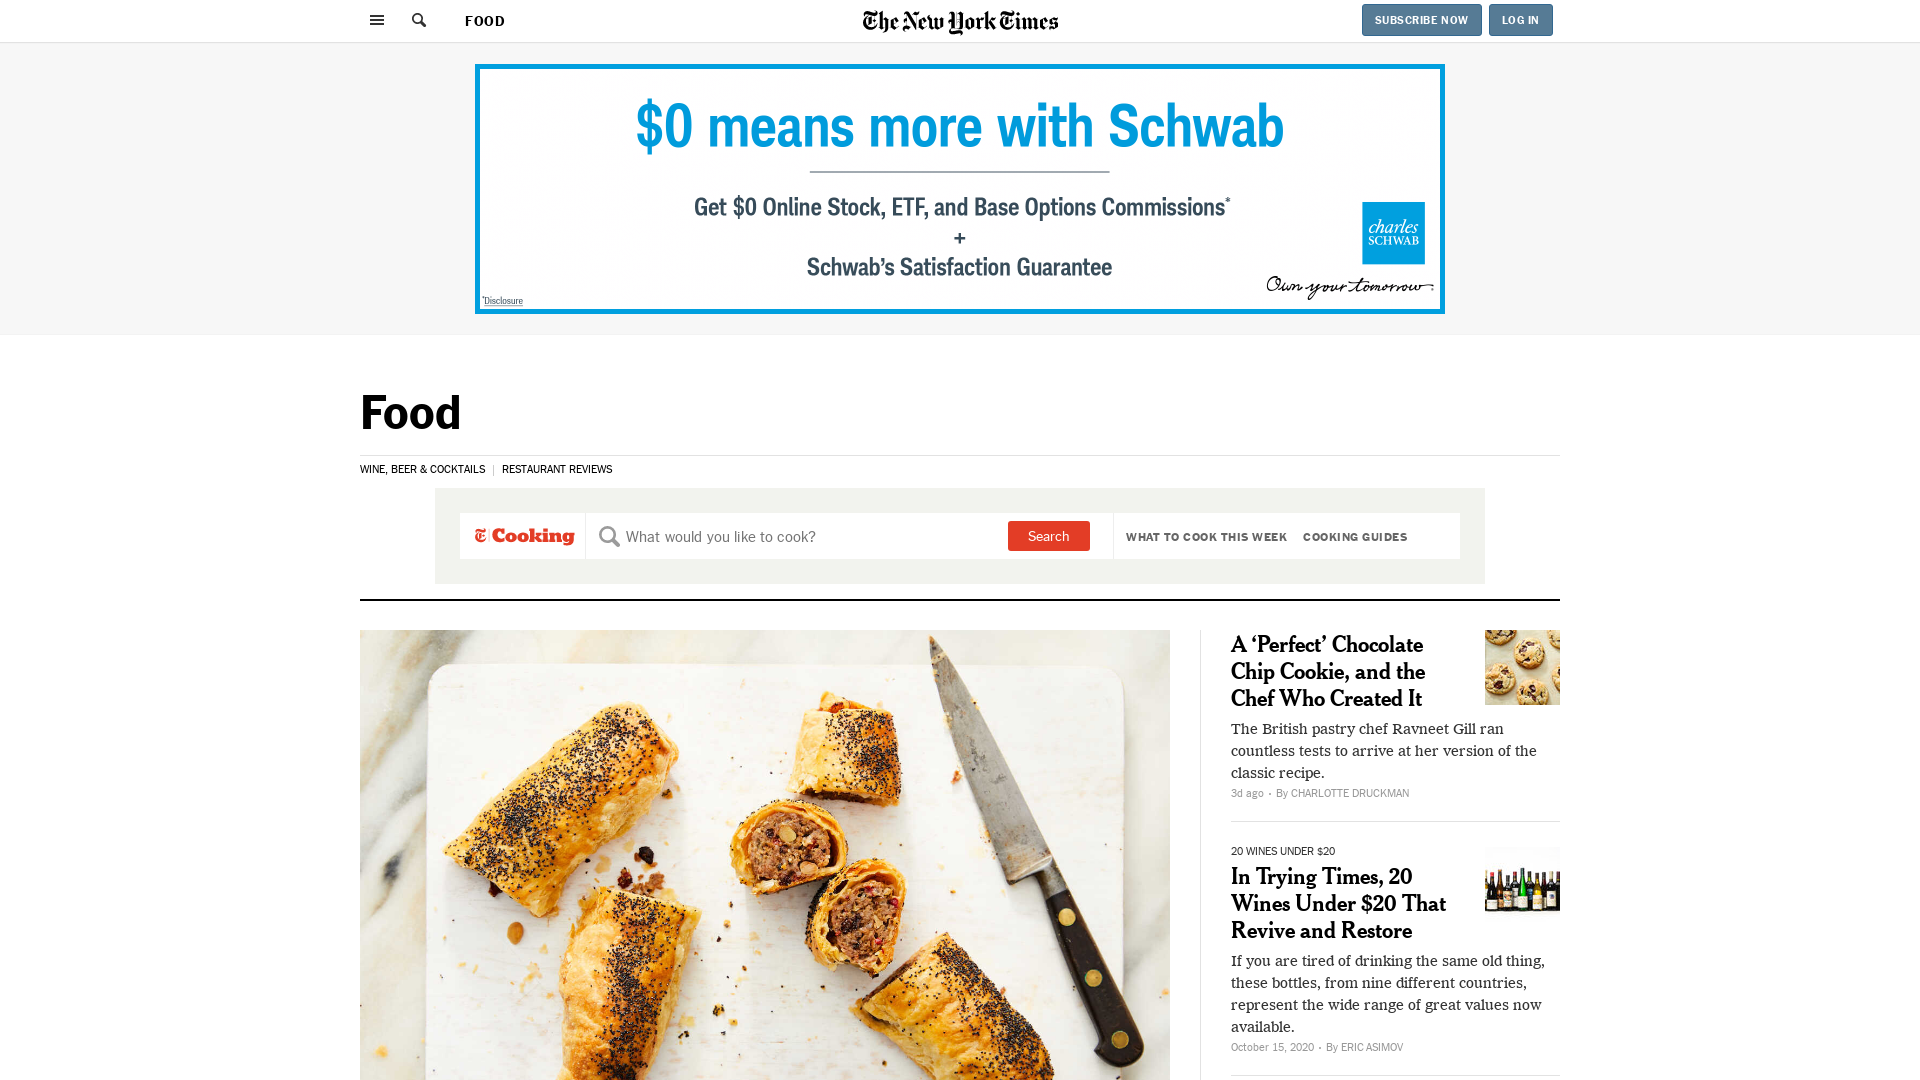 FOOD
The New York Times
SUBSCRIBE NOW
LOG IN
$0 means more with Schwab
Get $0 Online Stock, ETF, and Base Options Commissions*
+
Schwab's Satisfaction Guarantee
charles
SCHWAB
Own your tomorrow
*Disclosure
Food
WINE, BEER & COCKTAILS | RESTAURANT REVIEWS
T Cooking
What would you like to cook?
Search
WHAT TO COOK THIS WEEK
COOKING GUIDES
A ‘Perfect’ Chocolate
Chip Cookie, and the
Chef Who Created It
The British pastry chef Ravneet Gill ran
countless tests to arrive at her version of the
classic recipe.
3d ago • By CHARLOTTE DRUCKMAN
20 WINES UNDER $20
In Trying Times, 20
Wines Under $20 That
Revive and Restore
If you are tired of drinking the same old thing,
these bottles, from nine different countries,
represent the wide range of great values now
available.
October 15, 2020 • By ERIC ASIMOV